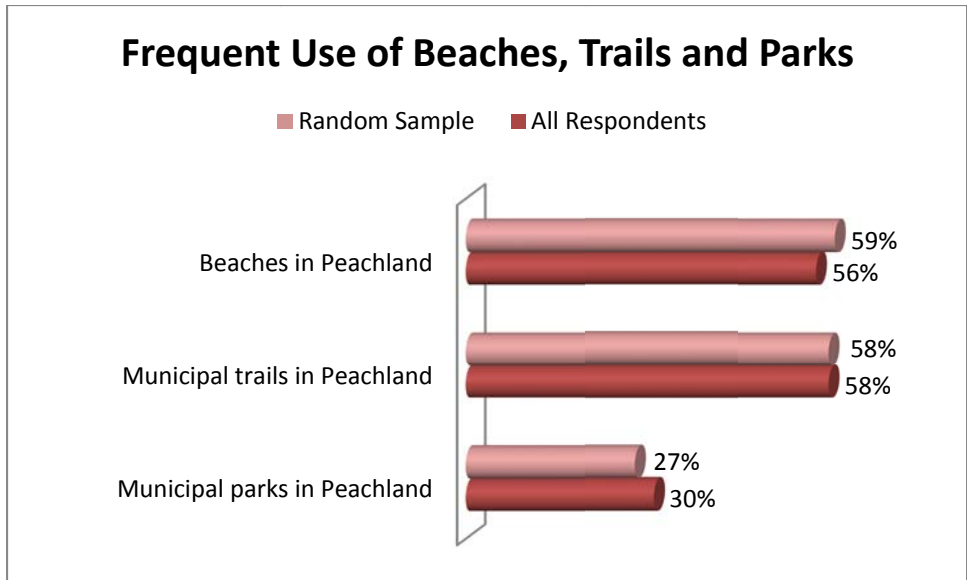 Frequent Use of Beaches, Trails and Parks
Random Sample All Respondents
Beaches in Peachland
59%
56%
Municipal trails in Peachland
58%
58%
Municipal parks in Peachland
27%
30%